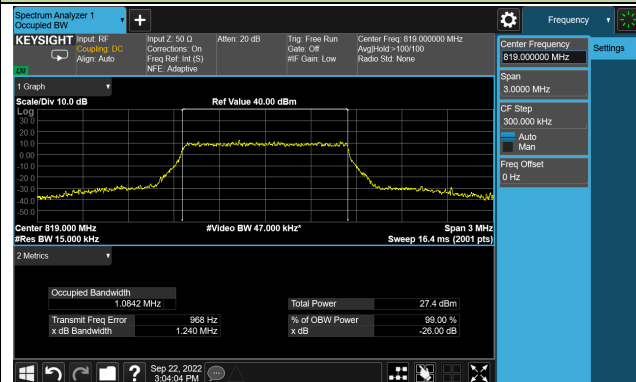 Spectrum Analyzer 1
Occupied BW
+
Frequency
KEYSIGHT Input: RF
Coupling: DC
Align: Auto
Input Z: 50 Ω
Corrections: On
Freq Ref: Int (S)
NFE: Adaptive
Atten: 20 dB
Trig: Free Run
Gate: Off
#IF Gain: Low
Center Freq: 819.000000 MHz
Avg|Hold:>100/100
Radio Std: None
LXI
Center Frequency
819.000000 MHz
Settings
Span
3.0000 MHz
CF Step
300.000 kHz
Auto
Man
Freq Offset
0 Hz
1 Graph
Scale/Div 10.0 dB
Ref Value 40.00 dBm
Log
30.0
20.0
10.0
0.00
-10.0
-20.0
-30.0
-40.0
-50.0
Center 819.000 MHz
#Video BW 47.000 kHz*
Span 3 MHz
#Res BW 15.000 kHz
Sweep 16.4 ms (2001 pts)
2 Metrics
Occupied Bandwidth
1.0842 MHz
Total Power 27.4 dBm
Transmit Freq Error 968 Hz
% of OBW Power 99.00 %
x dB Bandwidth 1.240 MHz
x dB -26.00 dB
?
Sep 22, 2022
3:04:04 PM